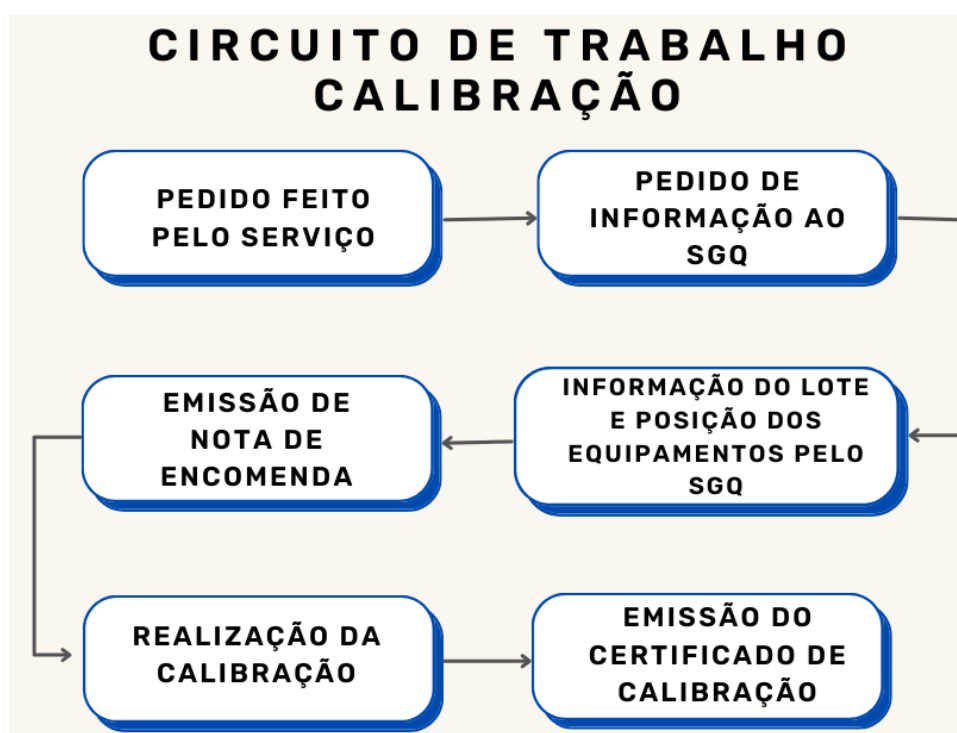 CIRCUITO DE TRABALHO
CALIBRAÇÃO
PEDIDO FEITO
PELO SERVIÇO
PEDIDO DE
INFORMAÇÃO AO
SGQ
INFORMAÇÃO DO LOTE
E POSIÇÃO DOS
EQUIPAMENTOS PELO
SGQ
EMISSÃO DE
NOTA DE
ENCOMENDA
REALIZAÇÃO DA
CALIBRAÇÃO
EMISSÃO DO
CERTIFICADO DE
CALIBRAÇÃO